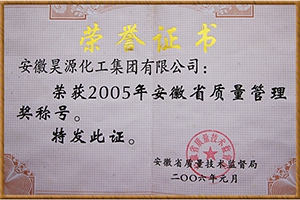 荣誉证书
安徽昊源化工集团有限公司：
荣获2005年安徽省质量管理
奖称号。
特发此证。
安徽省质量技术监督局
二〇〇六年元月